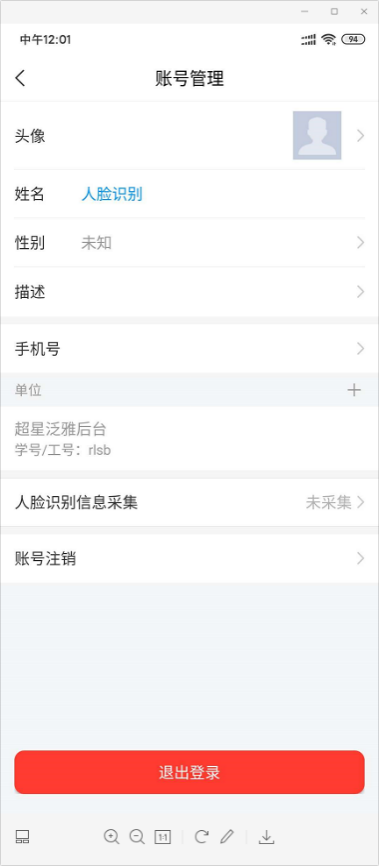 中午12:01
94
账号管理
头像
姓名 人脸识别
性别 未知
描述
手机号
单位
超星泛雅后台
学号/工号：rlsb
人脸识别信息采集 未采集
账号注销
退出登录
1:1